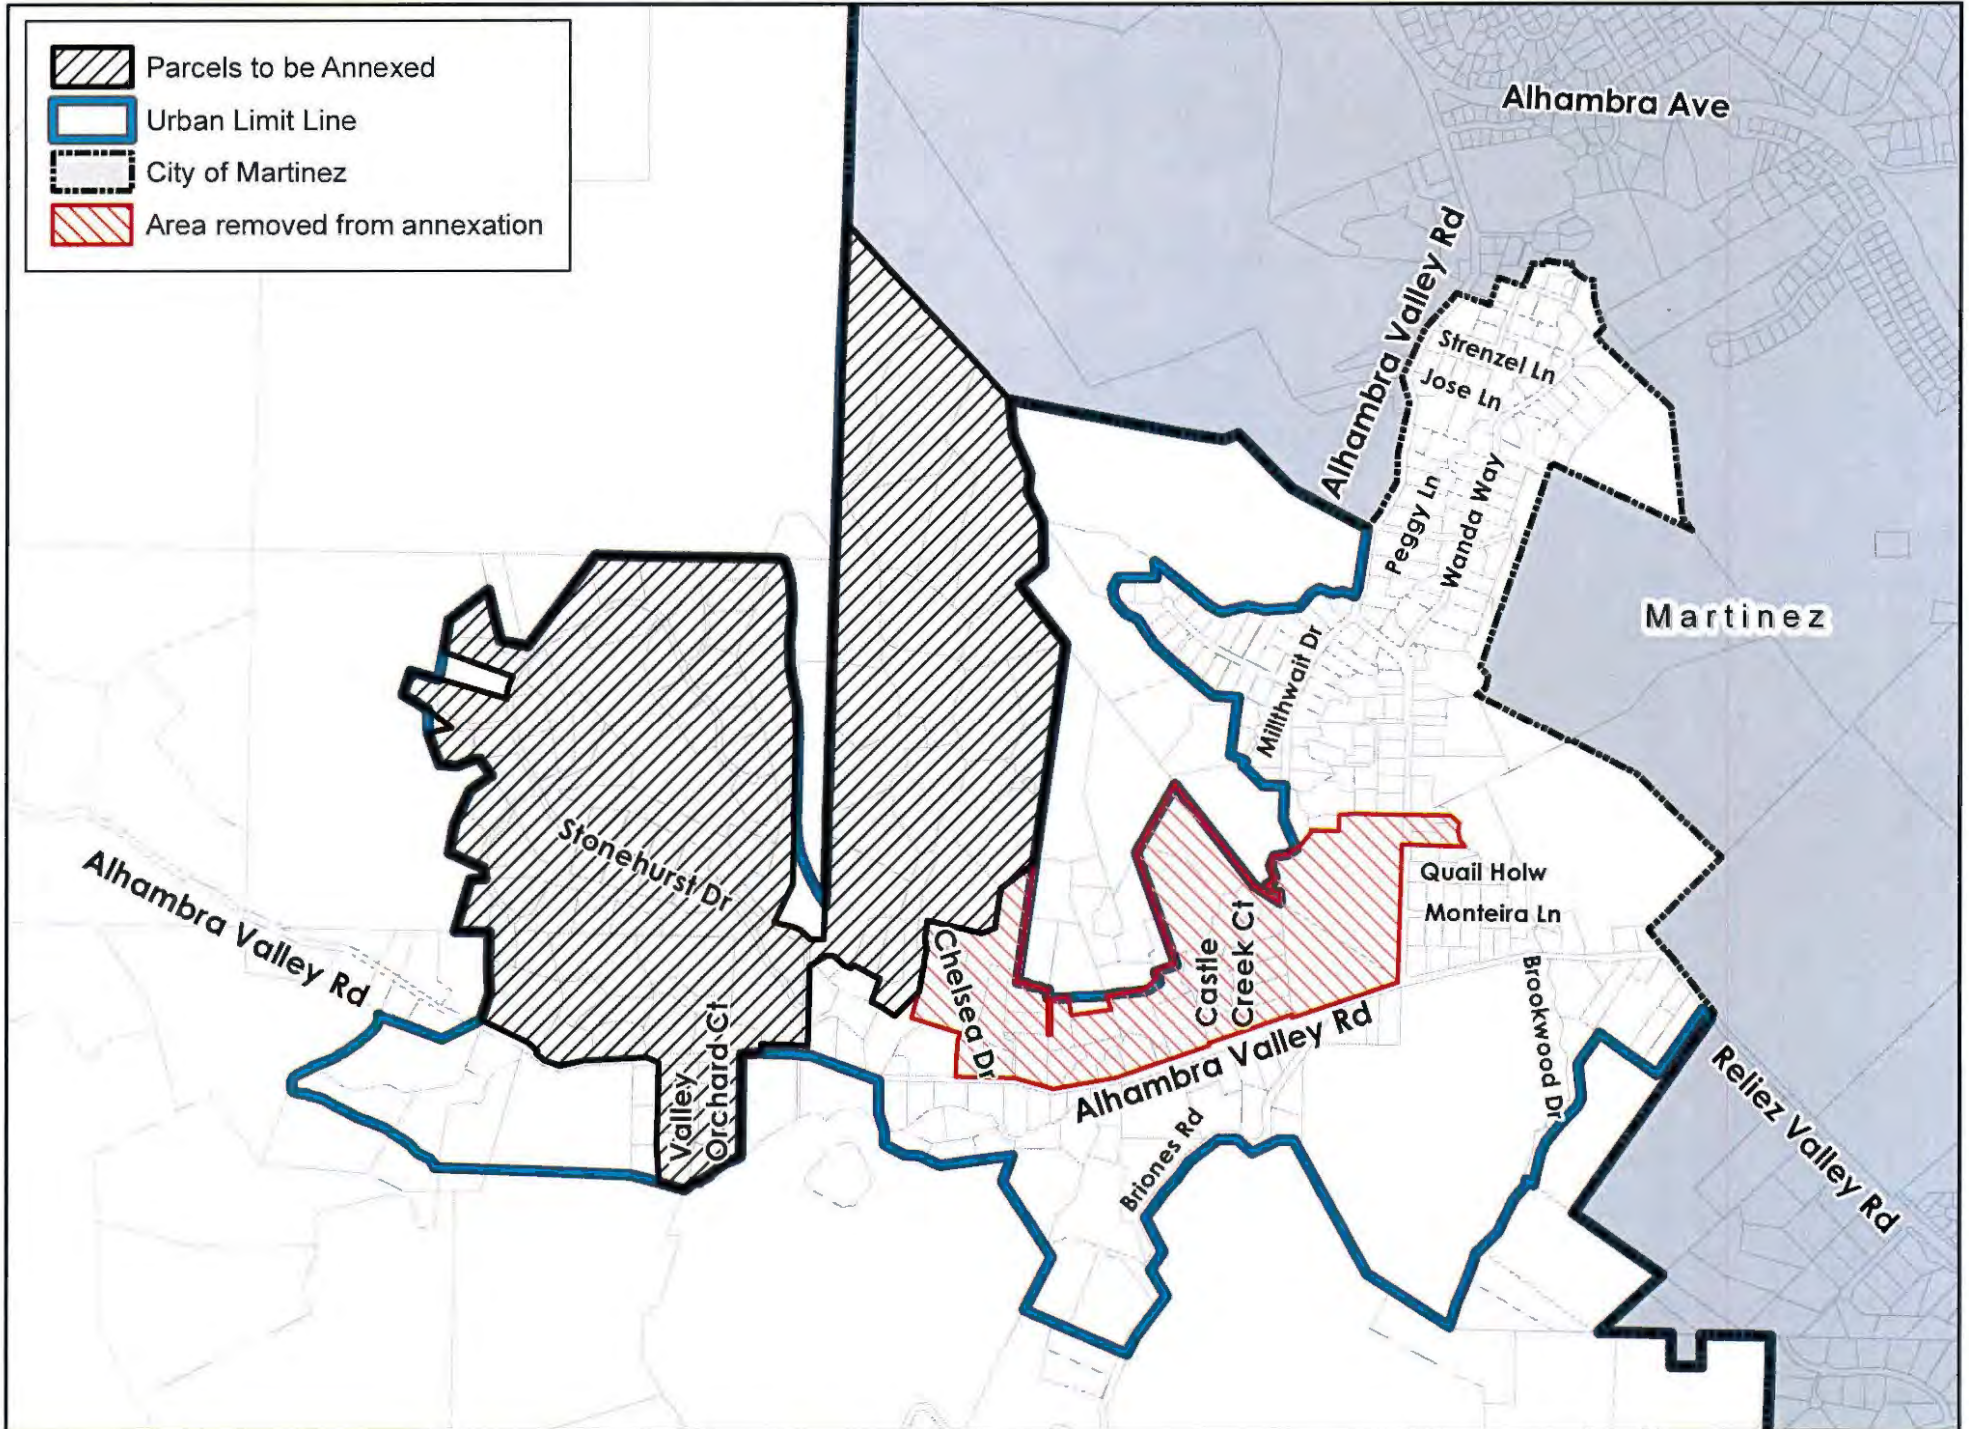 Parcels to be Annexed
Urban Limit Line
City of Martinez
Area removed from annexation
Alhambra Ave
Alhambra Valley Rd
Strenzel Ln
Jose Ln
Peggy Ln
Wanda Way
Martinez
Millthwait Dr
Stonehurst Dr
Alhambra Valley Rd
Quail Holw
Monteira Ln
Chelsea Dr
Castle
Creek Ct
Brookwood Dr
Valley
Orchard Ct
Alhambra Valley Rd
Briones Rd
Reliez Valley Rd